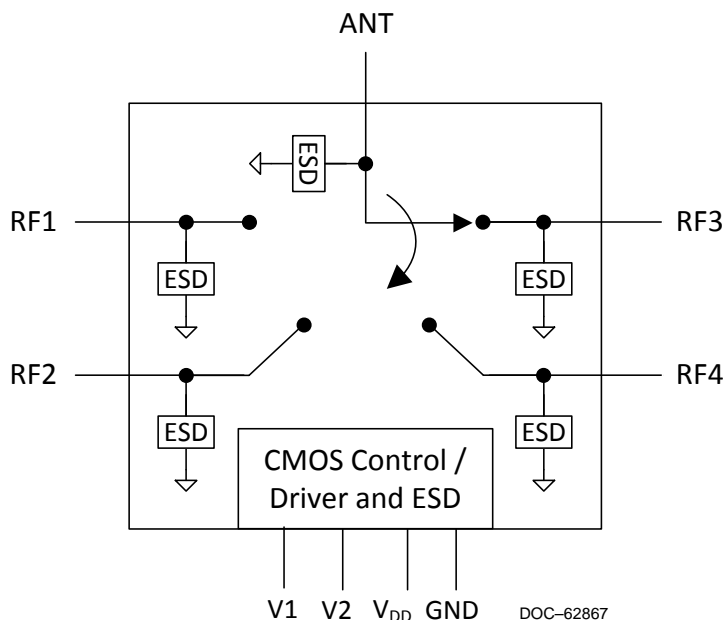 ANT
ESD
RF1
RF3
ESD
ESD
RF2
RF4
ESD
ESD
CMOS Control /
Driver and ESD
V1 V2 VDD GND
DOC–62867